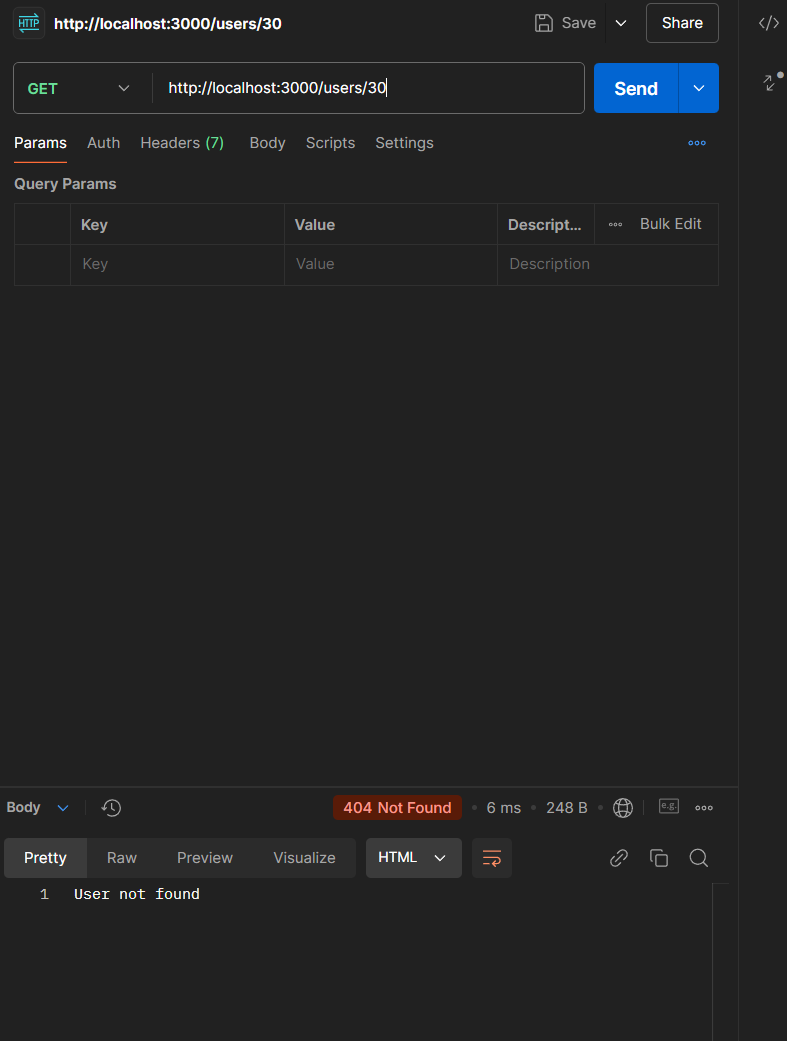 HTTP http://localhost:3000/users/30 Save Share
GET http://localhost:3000/users/30 Send
Params Auth Headers (7) Body Scripts Settings
Query Params
Key Value Descript... Bulk Edit
Key Value Description
Body 404 Not Found 6 ms 248 B e.g.
Pretty Raw Preview Visualize HTML
1 User not found